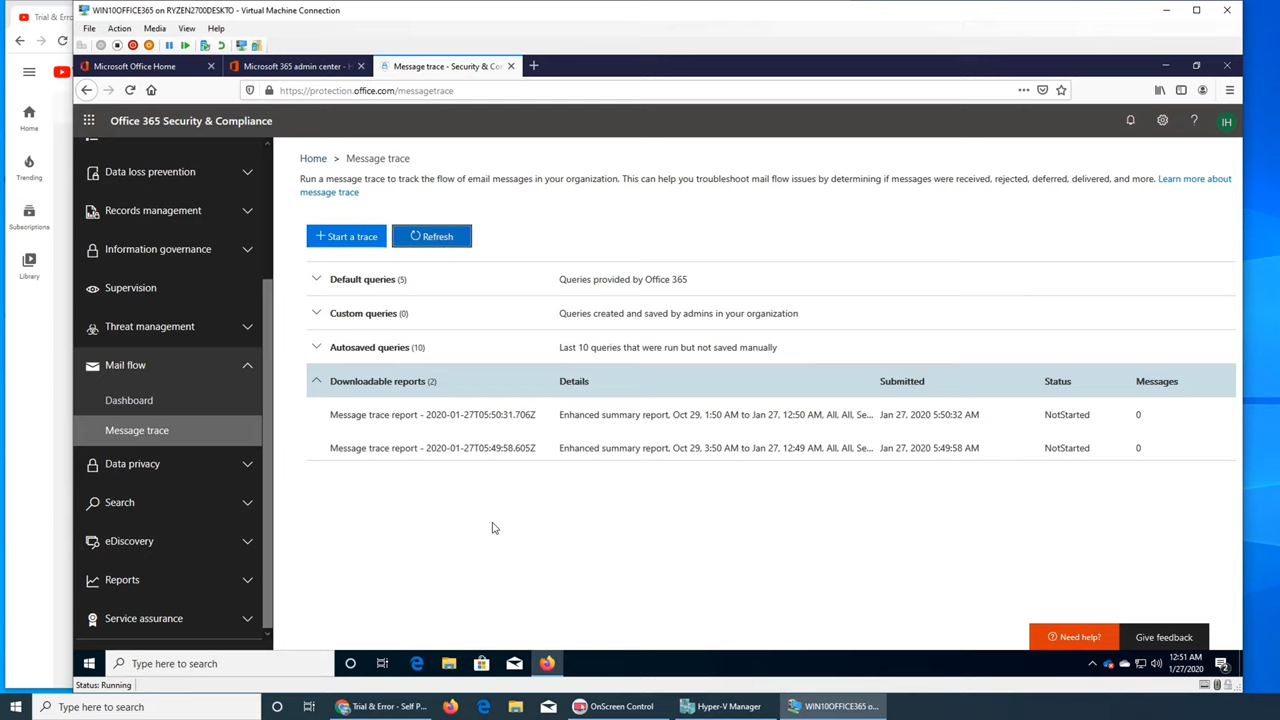 Trial & Erro
WIN10OFFICE365 on RYZEN2700DESKTO - Virtual Machine Connection
File Action Media View Help
Microsoft Office Home
Microsoft 365 admin center - H
Message trace - Security & Co
https://protection.office.com/messagetrace
Office 365 Security & Compliance
IH
Home
Trending
Subscriptions
Library
Data loss prevention
Records management
Information governance
Supervision
Threat management
Mail flow
Dashboard
Message trace
Data privacy
Search
eDiscovery
Reports
Service assurance
Home > Message trace
Run a message trace to track the flow of email messages in your organization. This can help you troubleshoot mail flow issues by determining if messages were received, rejected, deferred, delivered, and more. Learn more about
message trace
+ Start a trace
Refresh
Default queries (5) Queries provided by Office 365
Custom queries (0) Queries created and saved by admins in your organization
Autosaved queries (10) Last 10 queries that were run but not saved manually
Downloadable reports (2) Details Submitted Status Messages
Message trace report - 2020-01-27T05:50:31.706Z Enhanced summary report, Oct 29, 1:50 AM to Jan 27, 12:50 AM, All, All, Se... Jan 27, 2020 5:50:32 AM NotStarted 0
Message trace report - 2020-01-27T05:49:58.605Z Enhanced summary report, Oct 29, 3:50 AM to Jan 27, 12:49 AM, All, All, Se... Jan 27, 2020 5:49:58 AM NotStarted 0
Need help?
Give feedback
Type here to search
12:51 AM
1/27/2020
2
Status: Running
Type here to search
Trial & Error - Self P...
OnScreen Control
Hyper-V Manager
WIN10OFFICE365 o...